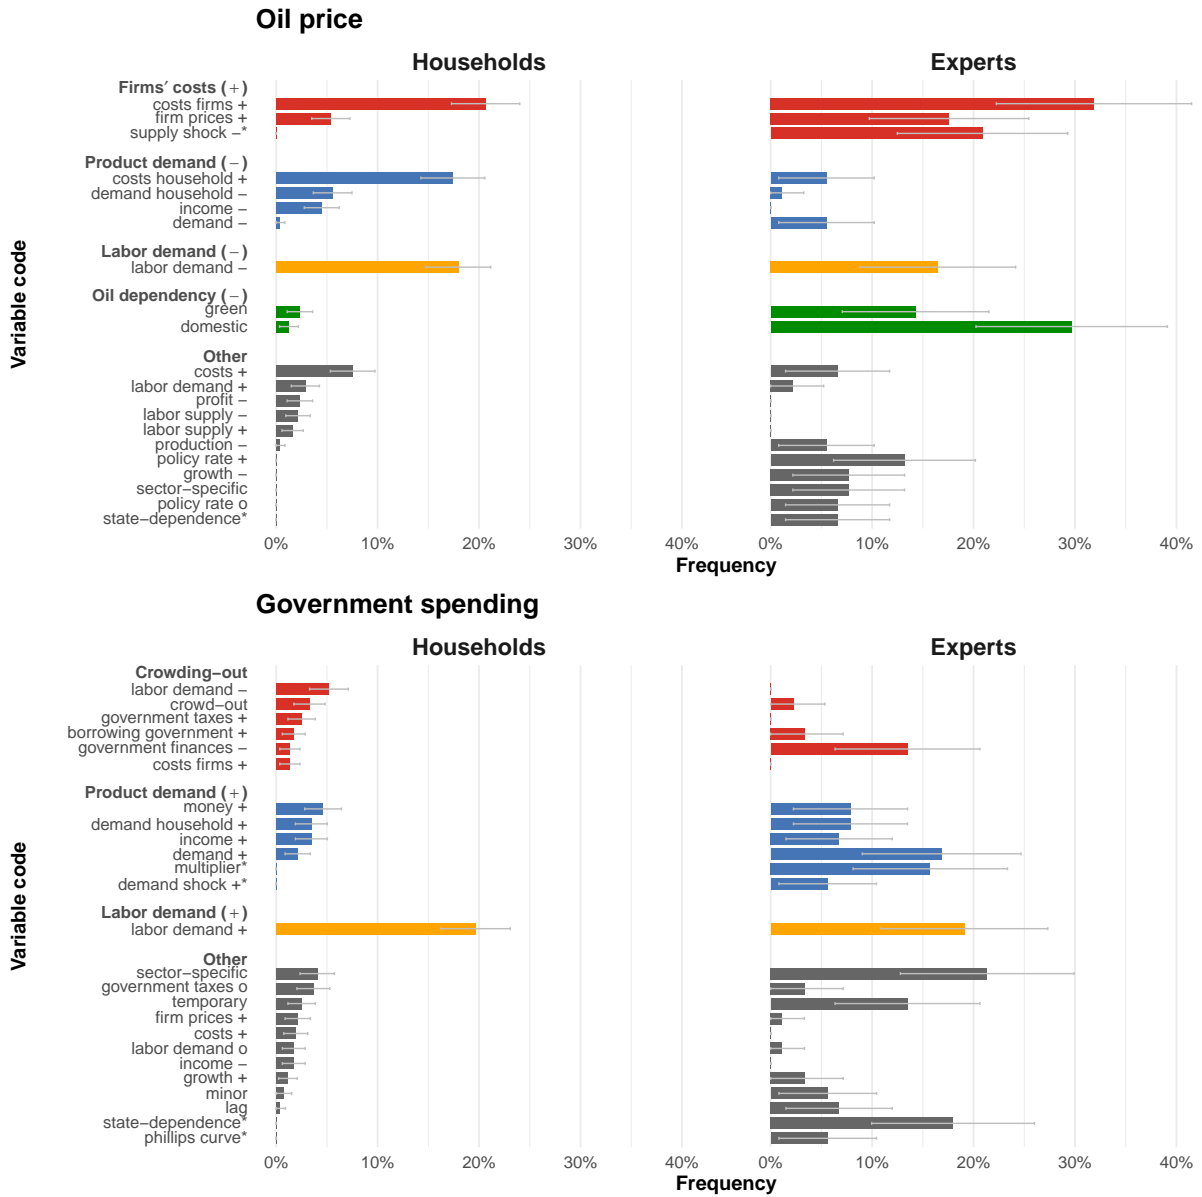 Oil price
Households
Experts
Firms′ costs (+)
costs firms +
firm prices +
supply shock −*
Product demand (−)
costs household +
demand household −
income −
demand −
Labor demand (−)
labor demand −
Oil dependency (−)
green
domestic
Other
costs +
labor demand +
profit −
labor supply −
labor supply +
production −
policy rate +
growth −
sector−specific
policy rate o
state−dependence*
Variable code
0% 10% 20% 30% 40%
0% 10% 20% 30% 40%
Frequency
Government spending
Households
Experts
Crowding−out
labor demand −
crowd−out
government taxes +
borrowing government +
government finances −
costs firms +
Product demand (+)
money +
demand household +
income +
demand +
multiplier*
demand shock +*
Labor demand (+)
labor demand +
Other
sector−specific
government taxes o
temporary
firm prices +
costs +
labor demand o
income −
growth +
minor
lag
state−dependence*
phillips curve*
Variable code
0% 10% 20% 30% 40%
0% 10% 20% 30% 40%
Frequency